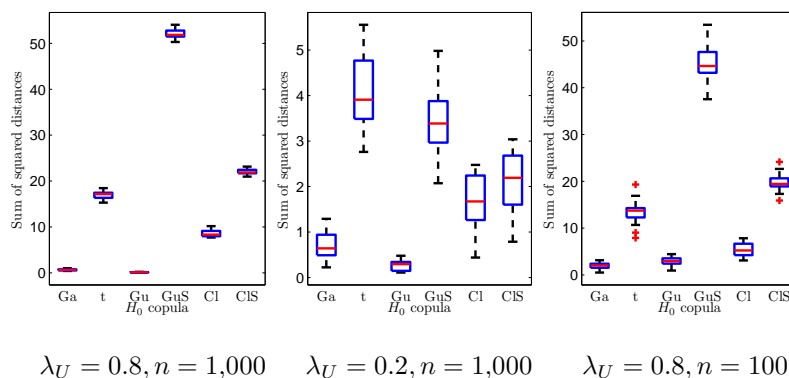 50
40
30
20
10
0
Sum of squared distances
Ga t Gu GuS Cl ClS
H₀ copula
5
4
3
2
1
0
Sum of squared distances
Ga t Gu GuS Cl ClS
H₀ copula
50
40
30
20
10
0
Sum of squared distances
Ga t Gu GuS Cl ClS
H₀ copula
λ_U = 0.8, n = 1,000
λ_U = 0.2, n = 1,000
λ_U = 0.8, n = 100